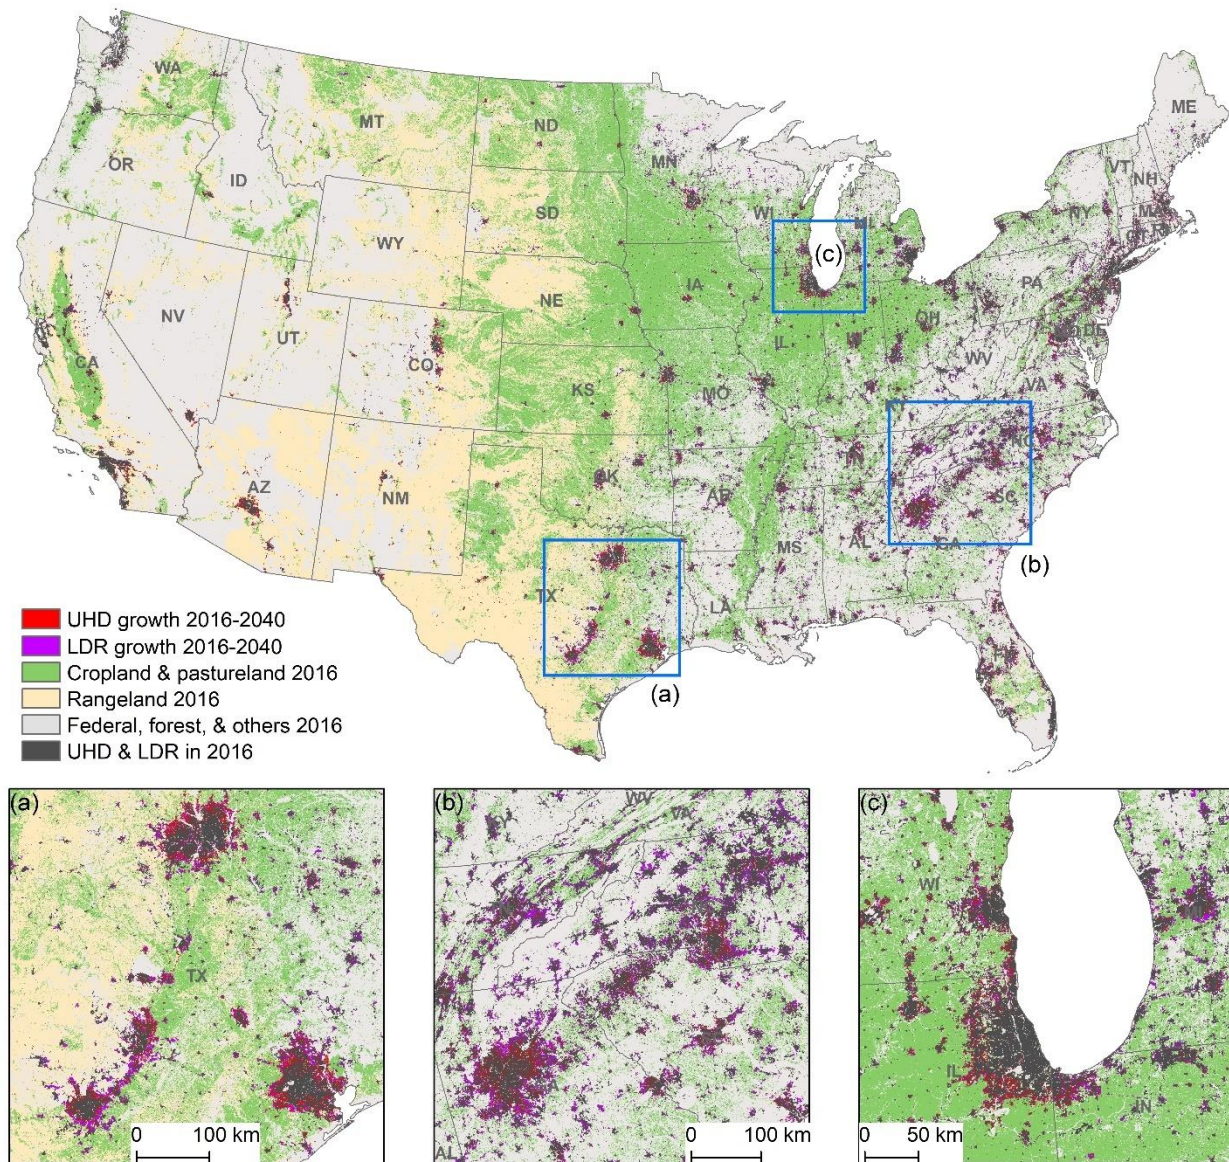 WA
MT
ND
MN
ME
VT
NH
OR
ID
SD
WI
MI
NY
MA
CT
RI
WY
(c)
IA
PA
NE
NV
UT
OH
CA
CO
IL
IN
WV
DE
KS
MO
VA
KY
NC
AZ
NM
OK
TN
AR
SC
MS
AL
GA
(b)
TX
LA
FL
(a)
UHD growth 2016-2040
LDR growth 2016-2040
Cropland & pastureland 2016
Rangeland 2016
Federal, forest, & others 2016
UHD & LDR in 2016
(a)
TX
0 100 km
(b)
WV
VA
AL
0 100 km
(c)
WI
IL
IN
0 50 km